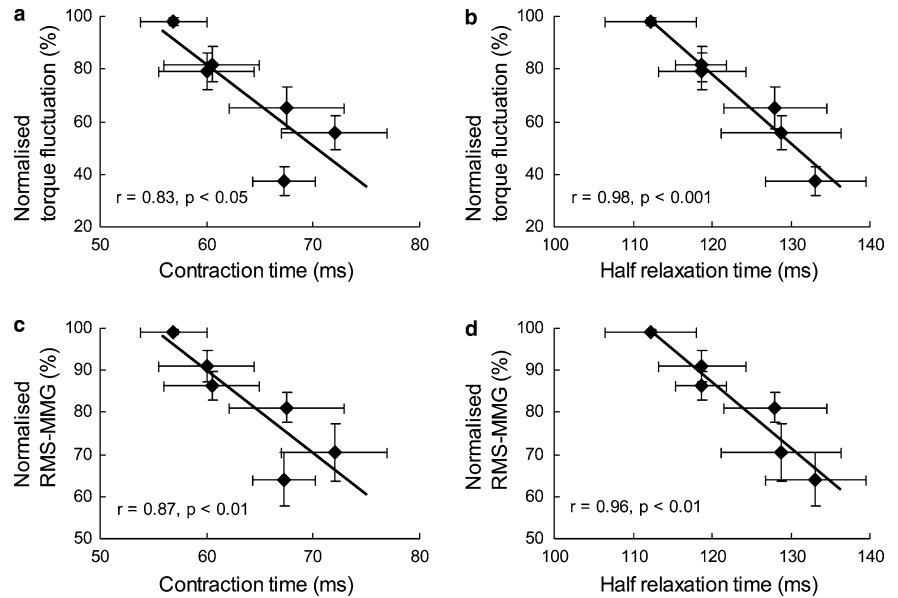 a
Normalised
torque fluctuation (%)
100
80
60
40
20
r = 0.83, p < 0.05
50 60 70 80
Contraction time (ms)
b
Normalised
torque fluctuation (%)
100
80
60
40
20
r = 0.98, p < 0.001
100 110 120 130 140
Half relaxation time (ms)
c
Normalised
RMS-MMG (%)
100
90
80
70
60
50
r = 0.87, p < 0.01
50 60 70 80
Contraction time (ms)
d
Normalised
RMS-MMG (%)
100
90
80
70
60
50
r = 0.96, p < 0.01
100 110 120 130 140
Half relaxation time (ms)